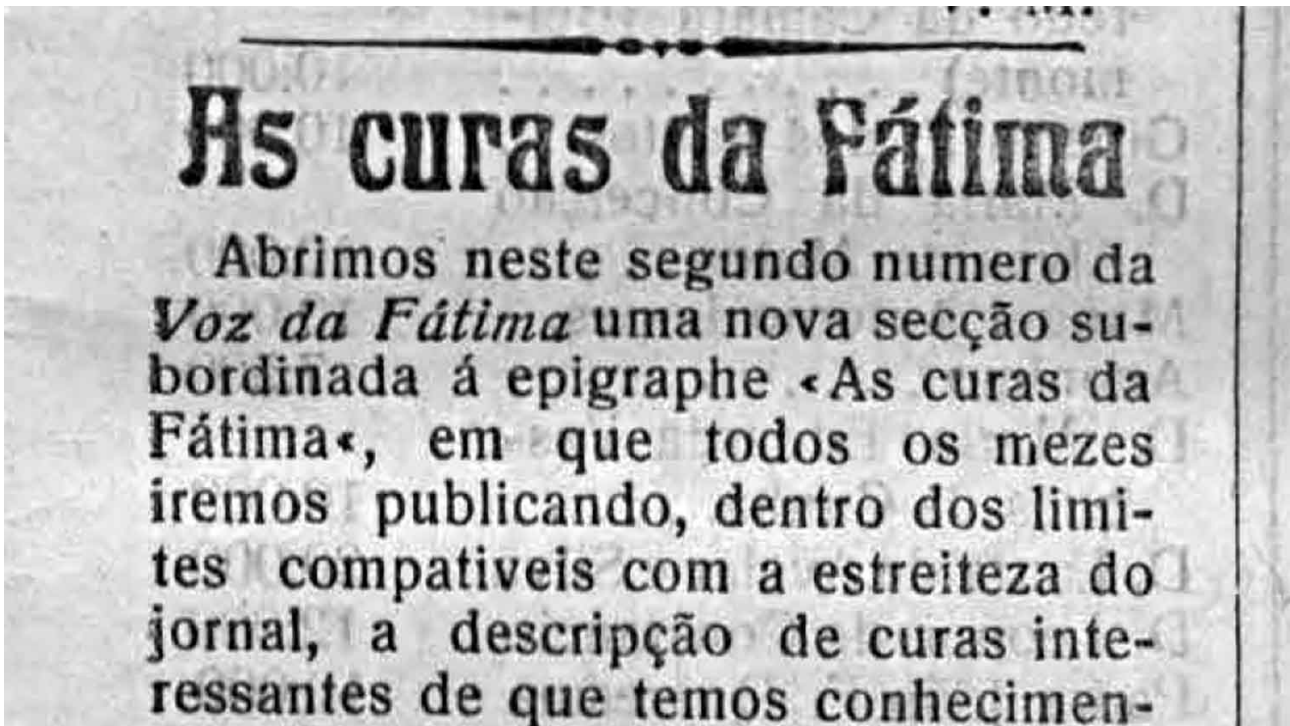 As curas da Fátima
Abrimos neste segundo numero da
Voz da Fátima uma nova secção su-
bordinada á epigraphe «As curas da
Fátima«, em que todos os mezes
iremos publicando, dentro dos limi-
tes compativeis com a estreiteza do
jornal, a descripção de curas inte-
ressantes de que temos conhecimen-